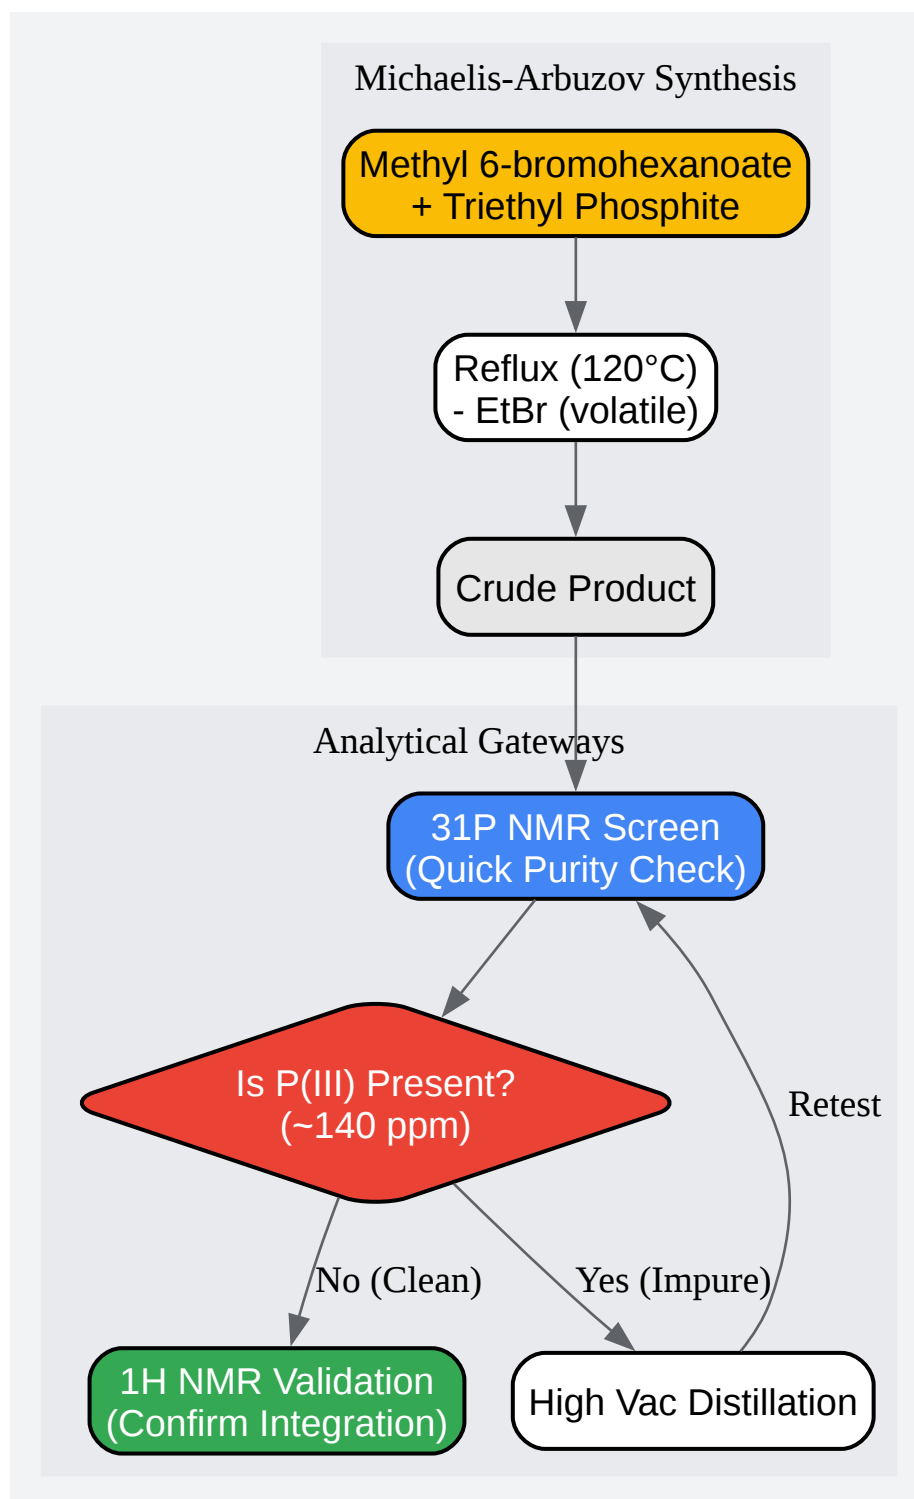 Michaelis-Arbuzov Synthesis
Methyl 6-bromohexanoate
+ Triethyl Phosphite
Reflux (120°C)
- EtBr (volatile)
Crude Product
Analytical Gateways
31P NMR Screen
(Quick Purity Check)
Is P(III) Present?
(~140 ppm)
Retest
No (Clean)
Yes (Impure)
1H NMR Validation
(Confirm Integration)
High Vac Distillation